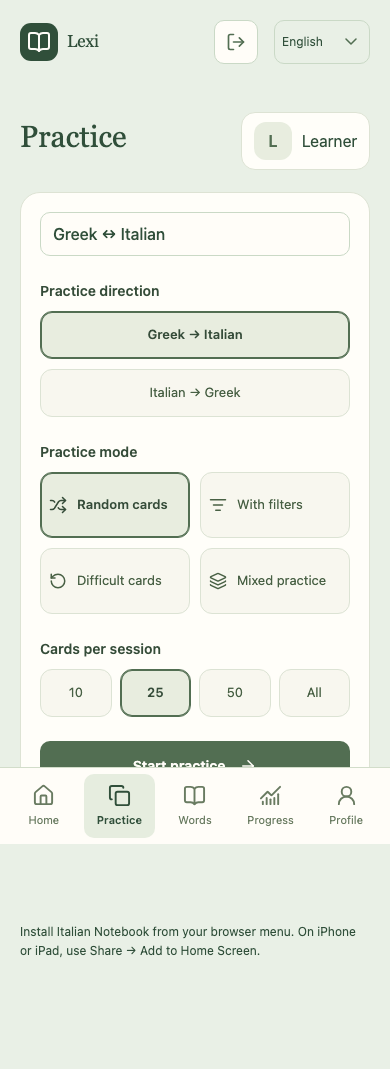 Lexi
English
Practice
L
Learner
Greek ↔ Italian
Practice direction
Greek → Italian
Italian → Greek
Practice mode
Random cards
With filters
Difficult cards
Mixed practice
Cards per session
10
25
50
All
Start practice →
Home
Practice
Words
Progress
Profile
Install Italian Notebook from your browser menu. On iPhone
or iPad, use Share → Add to Home Screen.